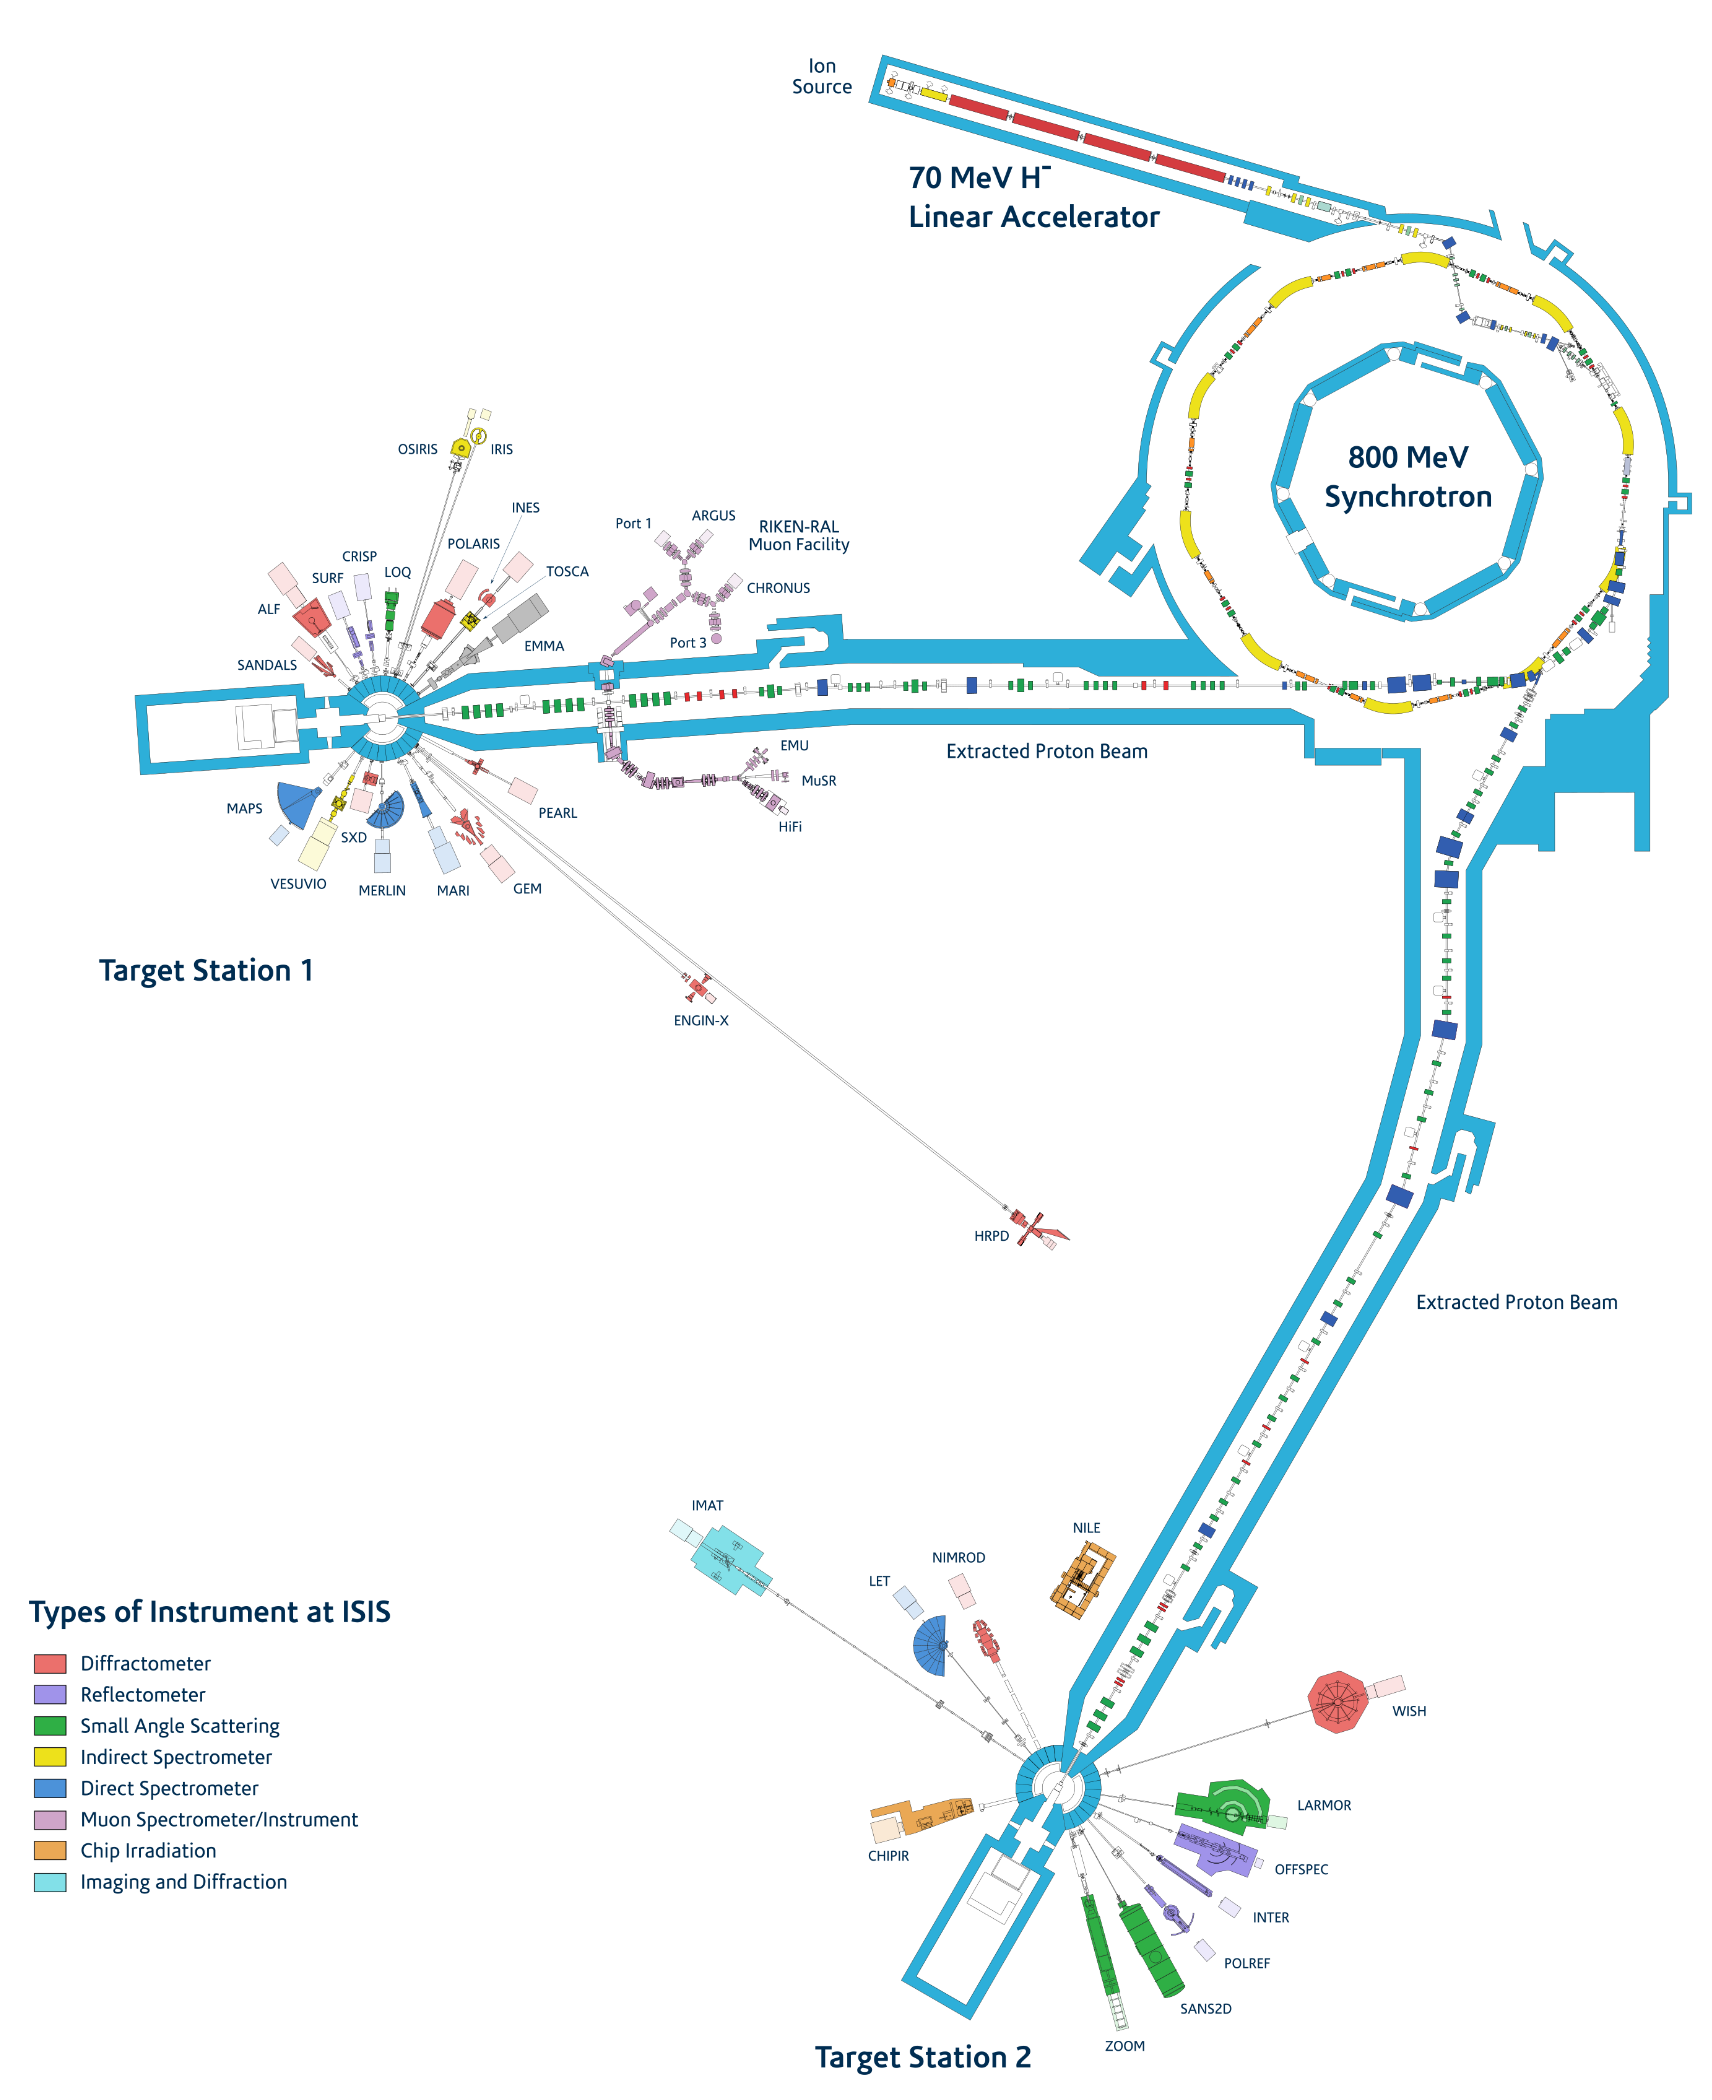 Ion
Source
70 MeV H⁻
Linear Accelerator
800 MeV
Synchrotron
OSIRIS
IRIS
INES
POLARIS
TOSCA
CRISP
SURF
LOQ
ALF
SANDALS
EMMA
Port 1
ARGUS
RIKEN-RAL
Muon Facility
CHRONUS
Port 3
Extracted Proton Beam
EMU
MuSR
HiFi
MAPS
SXD
VESUVIO
MERLIN
MARI
GEM
PEARL
Target Station 1
ENGIN-X
HRPD
Extracted Proton Beam
IMAT
NILE
NIMROD
LET
WISH
LARMOR
CHIPIR
OFFSPEC
INTER
POLREF
SANS2D
ZOOM
Target Station 2
Types of Instrument at ISIS
Diffractometer
Reflectometer
Small Angle Scattering
Indirect Spectrometer
Direct Spectrometer
Muon Spectrometer/Instrument
Chip Irradiation
Imaging and Diffraction